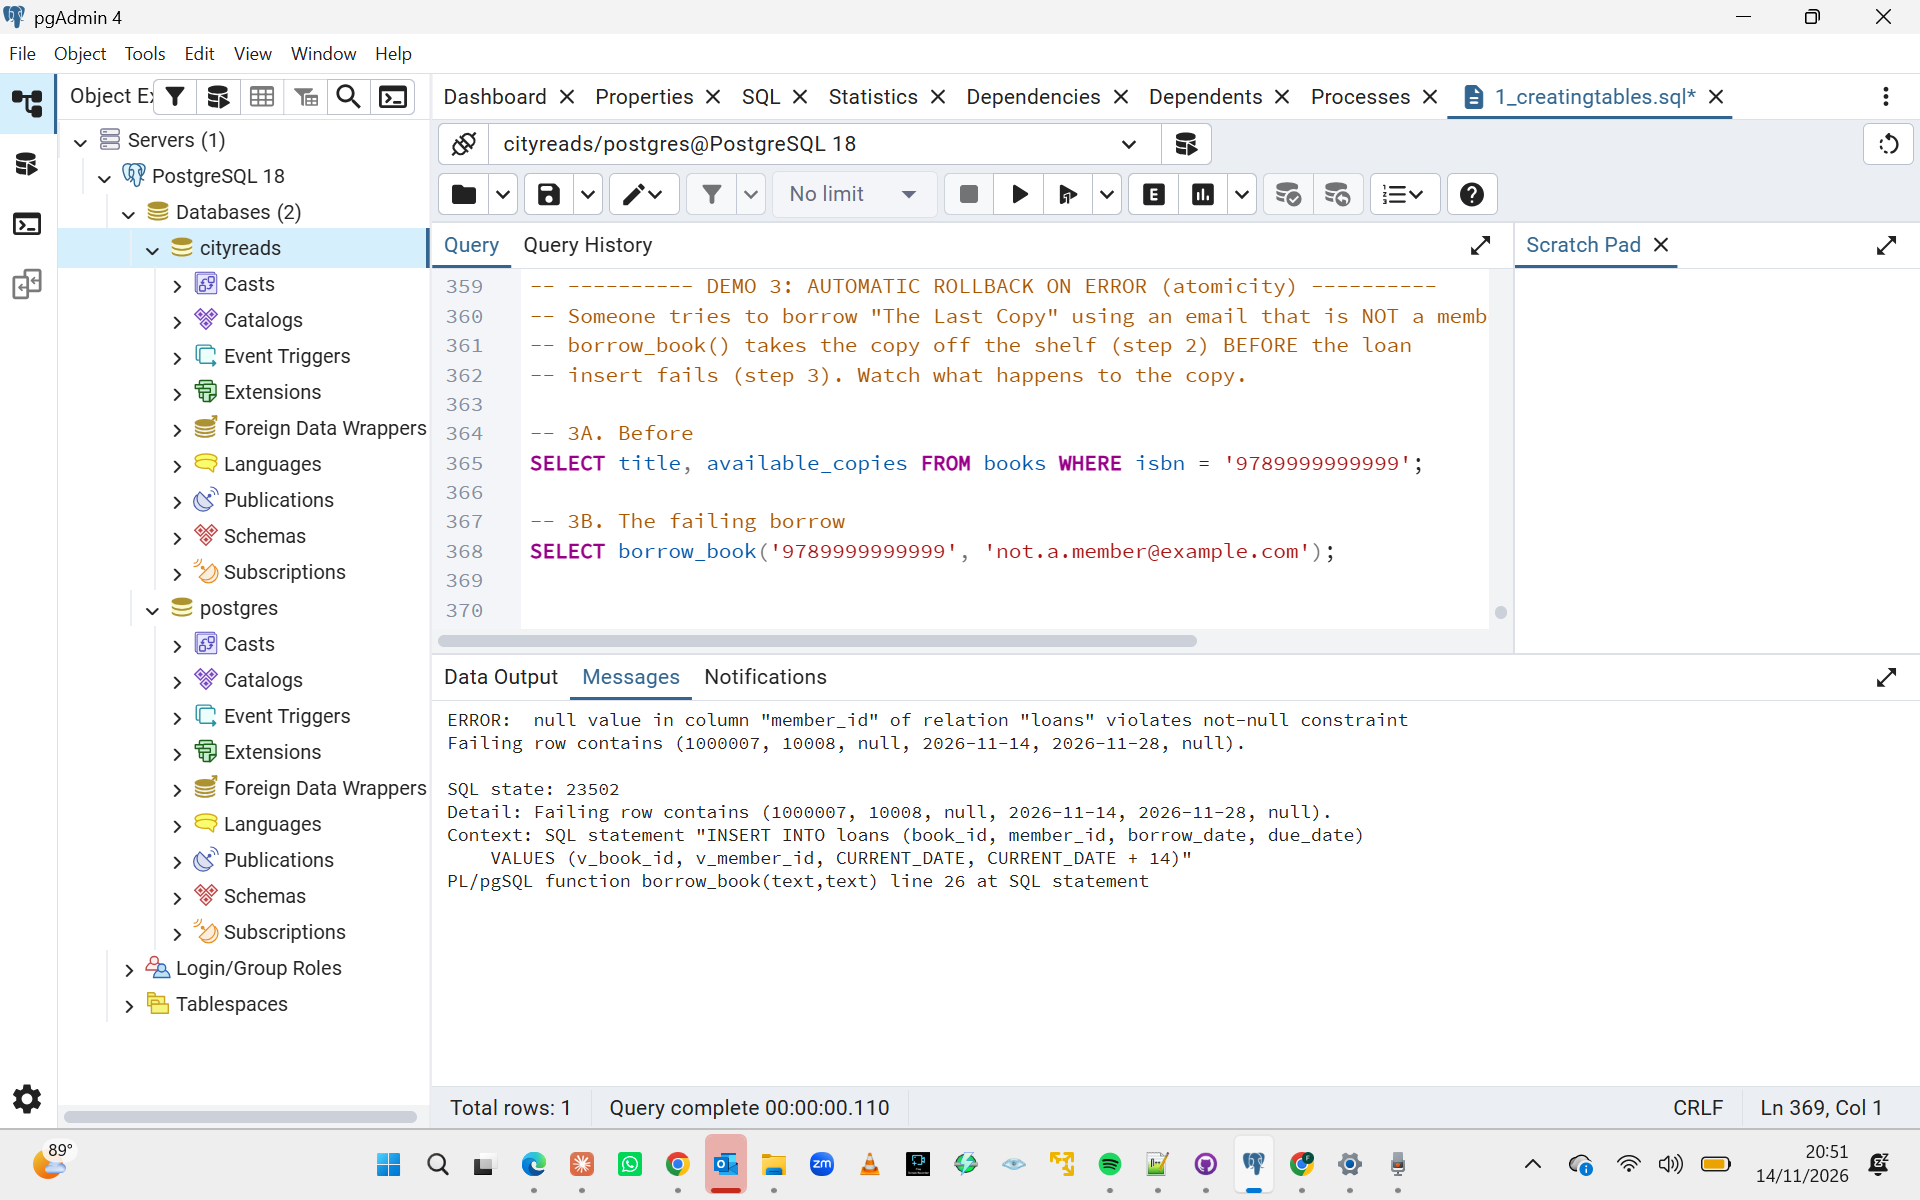 pgAdmin 4
File Object Tools Edit View Window Help
Object E
Dashboard Properties SQL Statistics Dependencies Dependents Processes 1_creatingtables.sql*
Servers (1)
PostgreSQL 18
Databases (2)
cityreads
Casts
Catalogs
Event Triggers
Extensions
Foreign Data Wrappers
Languages
Publications
Schemas
Subscriptions
postgres
Casts
Catalogs
Event Triggers
Extensions
Foreign Data Wrappers
Languages
Publications
Schemas
Subscriptions
Login/Group Roles
Tablespaces
cityreads/postgres@PostgreSQL 18
No limit
E
Query Query History
Scratch Pad
359 -- ---------- DEMO 3: AUTOMATIC ROLLBACK ON ERROR (atomicity) ----------
360 -- Someone tries to borrow "The Last Copy" using an email that is NOT a memb
361 -- borrow_book() takes the copy off the shelf (step 2) BEFORE the loan
362 -- insert fails (step 3). Watch what happens to the copy.
363
364 -- 3A. Before
365 SELECT title, available_copies FROM books WHERE isbn = '9789999999999';
366
367 -- 3B. The failing borrow
368 SELECT borrow_book('9789999999999', 'not.a.member@example.com');
369
370
Data Output Messages Notifications
ERROR:  null value in column "member_id" of relation "loans" violates not-null constraint
Failing row contains (1000007, 10008, null, 2026-11-14, 2026-11-28, null).
SQL state: 23502
Detail: Failing row contains (1000007, 10008, null, 2026-11-14, 2026-11-28, null).
Context: SQL statement "INSERT INTO loans (book_id, member_id, borrow_date, due_date)
VALUES (v_book_id, v_member_id, CURRENT_DATE, CURRENT_DATE + 14)"
PL/pgSQL function borrow_book(text,text) line 26 at SQL statement
Total rows: 1 Query complete 00:00:00.110 CRLF Ln 369, Col 1
89°
zm
20:51
14/11/2026